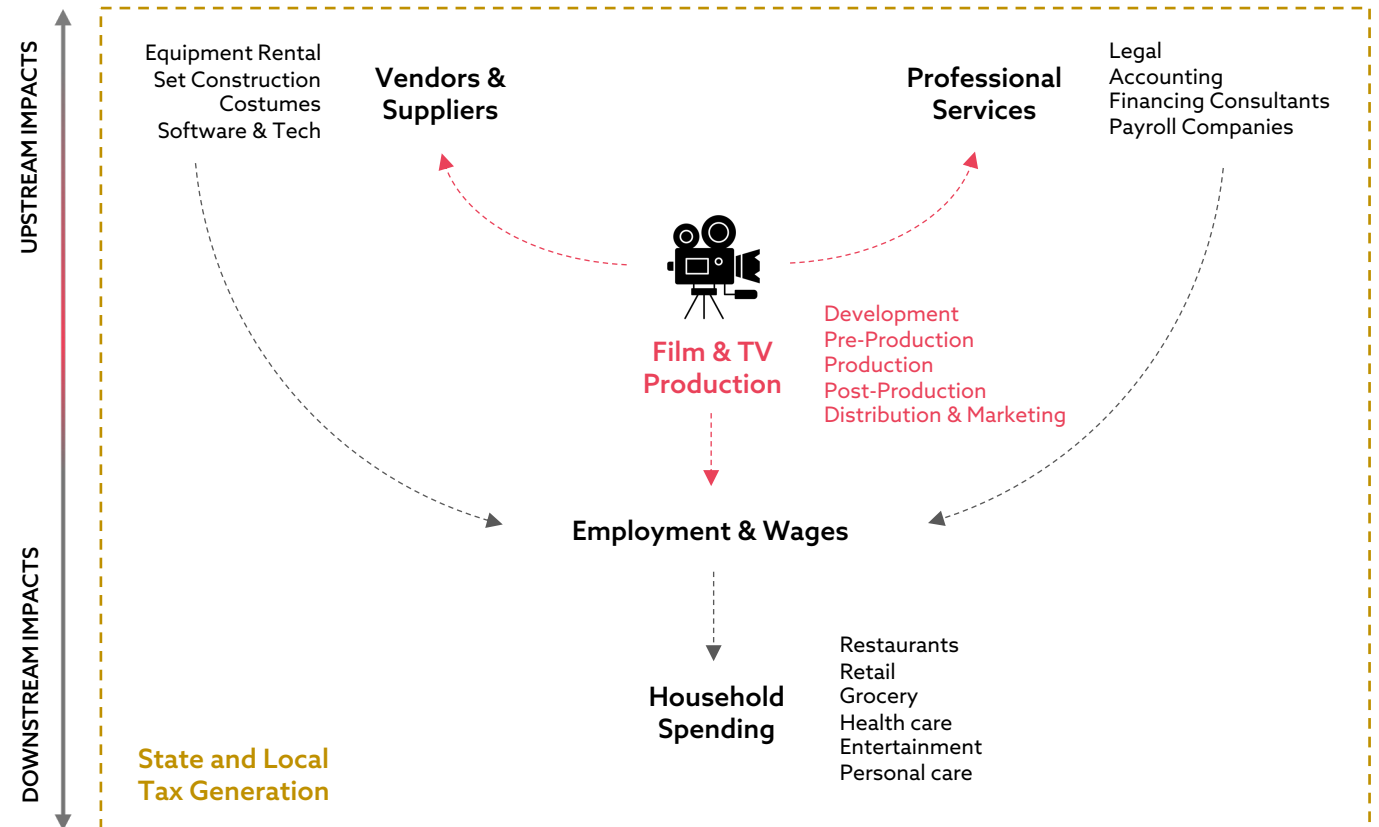 UPSTREAM IMPACTS
Equipment Rental
Set Construction
Costumes
Software & Tech
Vendors &
Suppliers
Professional
Services
Legal
Accounting
Financing Consultants
Payroll Companies
Film & TV
Production
Development
Pre-Production
Production
Post-Production
Distribution & Marketing
Employment & Wages
DOWNSTREAM IMPACTS
Household
Spending
Restaurants
Retail
Grocery
Health care
Entertainment
Personal care
State and Local
Tax Generation